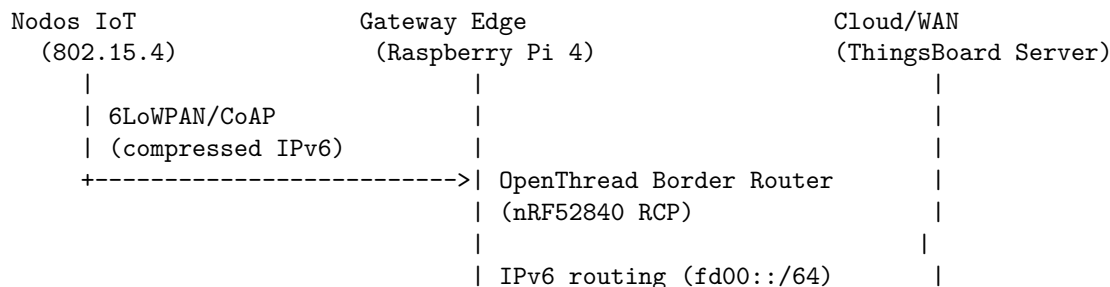 Nodos IoT Gateway Edge Cloud/WAN
(802.15.4) (Raspberry Pi 4) (ThingsBoard Server)
| | |
| 6LoWPAN/CoAP | |
| (compressed IPv6) | |
+-------------------------->| OpenThread Border Router |
| (nRF52840 RCP) |
| |
| IPv6 routing (fd00::/64) |